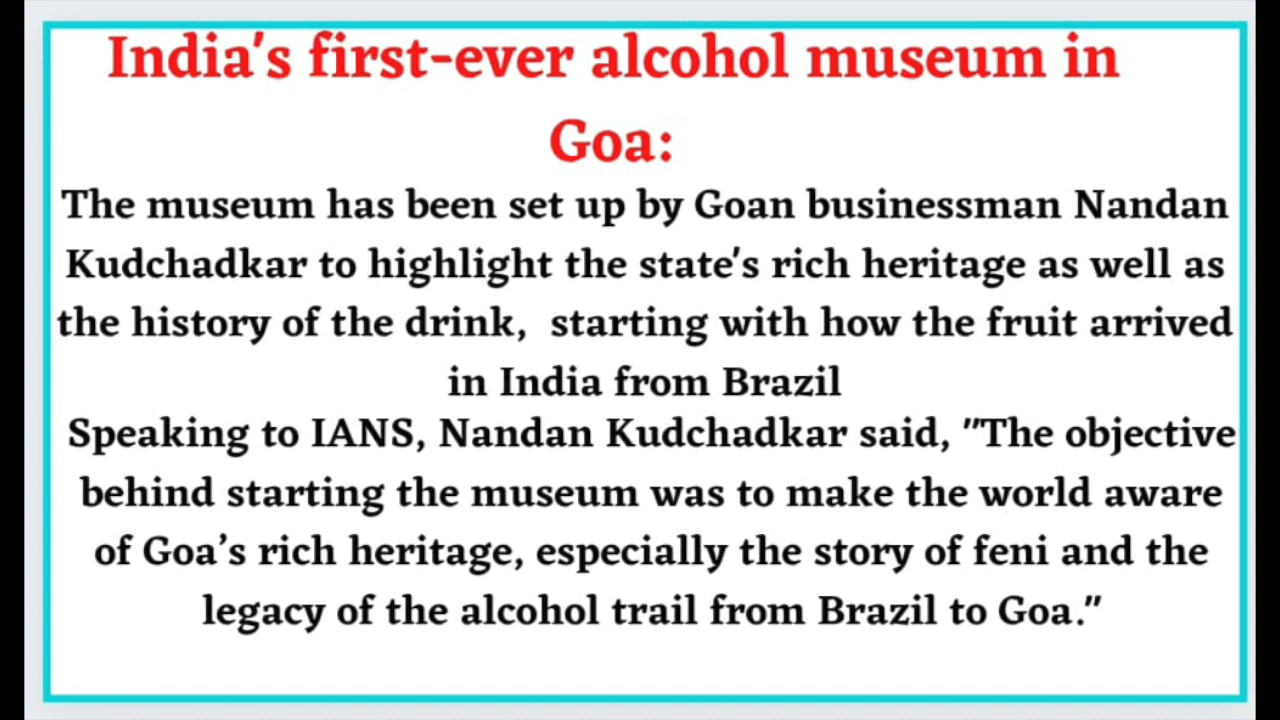 India's first-ever alcohol museum in
Goa:
The museum has been set up by Goan businessman Nandan
Kudchadkar to highlight the state's rich heritage as well as
the history of the drink,  starting with how the fruit arrived
in India from Brazil
Speaking to IANS, Nandan Kudchadkar said, "The objective
behind starting the museum was to make the world aware
of Goa’s rich heritage, especially the story of feni and the
legacy of the alcohol trail from Brazil to Goa."